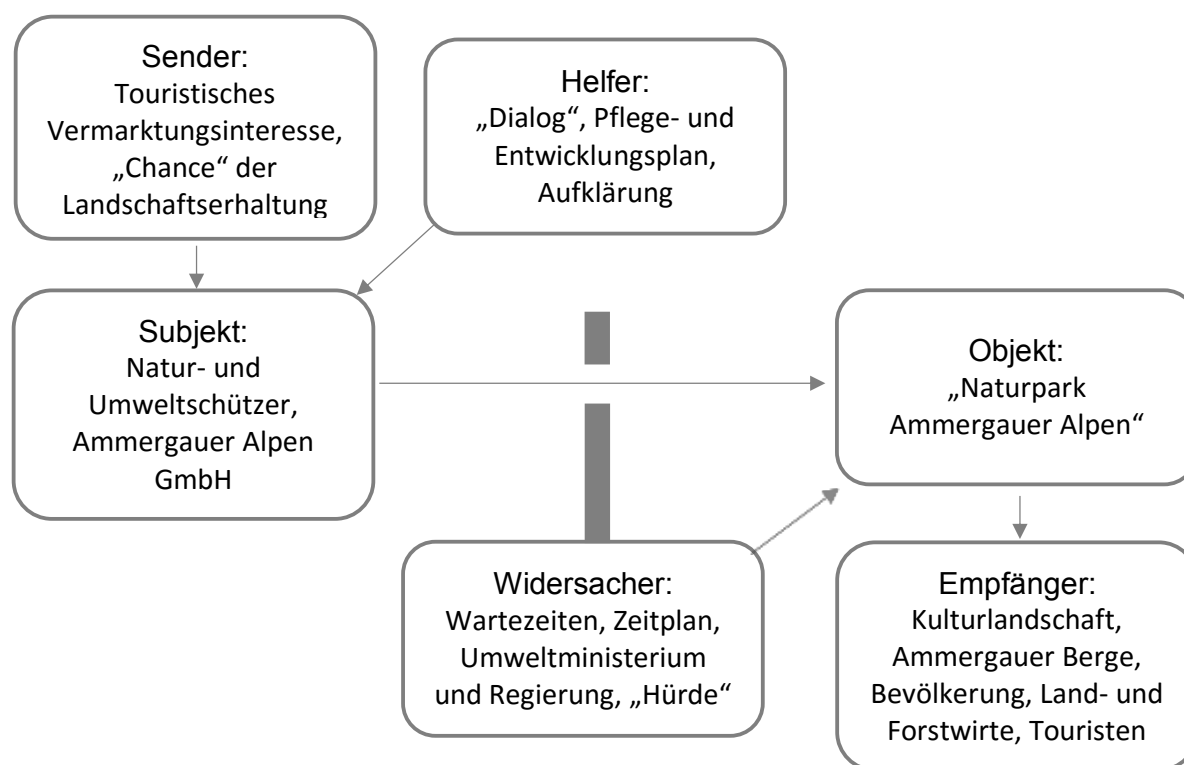 Sender:
Touristisches
Vermarktungsinteresse,
„Chance“ der
Landschaftserhaltung
Helfer:
„Dialog“, Pflege- und
Entwicklungsplan,
Aufklärung
Subjekt:
Natur- und
Umweltschützer,
Ammergauer Alpen
GmbH
Objekt:
„Naturpark
Ammergauer Alpen“
Widersacher:
Wartezeiten, Zeitplan,
Umweltministerium
und Regierung, „Hürde“
Empfänger:
Kulturlandschaft,
Ammergauer Berge,
Bevölkerung, Land- und
Forstwirte, Touristen